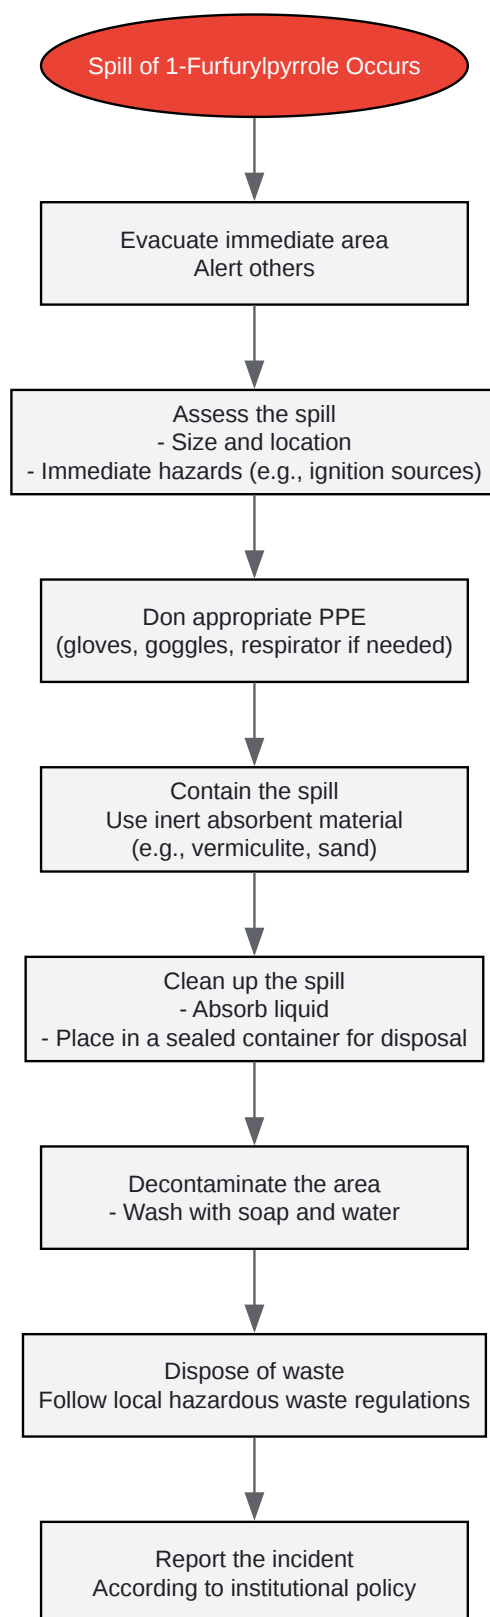 Spill of 1-Furfurylpyrrole Occurs
Evacuate immediate area
Alert others
Assess the spill
- Size and location
- Immediate hazards (e.g., ignition sources)
Don appropriate PPE
(gloves, goggles, respirator if needed)
Contain the spill
Use inert absorbent material
(e.g., vermiculite, sand)
Clean up the spill
- Absorb liquid
- Place in a sealed container for disposal
Decontaminate the area
- Wash with soap and water
Dispose of waste
Follow local hazardous waste regulations
Report the incident
According to institutional policy